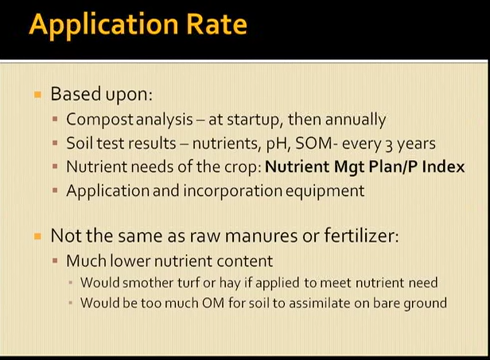 Application Rate
Based upon:
Compost analysis – at startup, then annually
Soil test results – nutrients, pH, SOM- every 3 years
Nutrient needs of the crop: Nutrient Mgt Plan/P Index
Application and incorporation equipment
Not the same as raw manures or fertilizer:
Much lower nutrient content
Would smother turf or hay if applied to meet nutrient need
Would be too much OM for soil to assimilate on bare ground